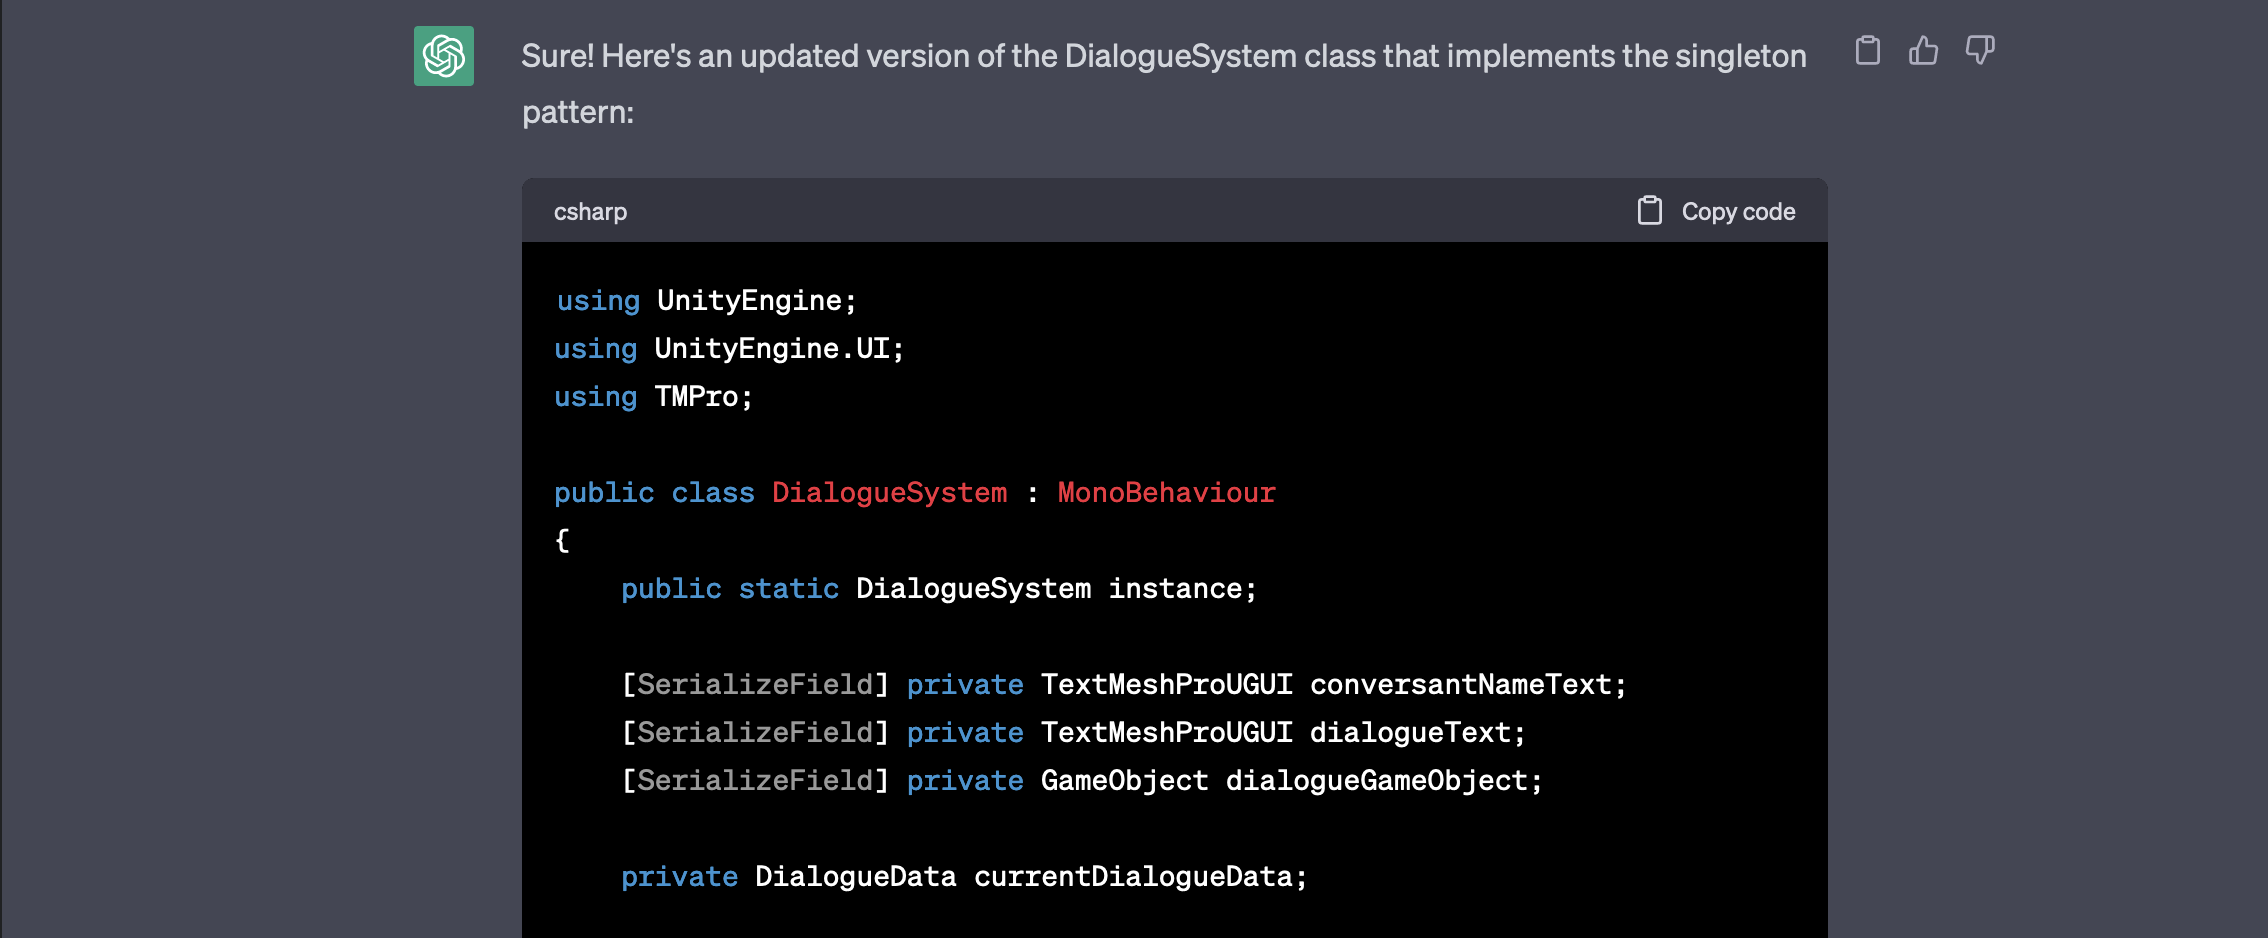 Sure! Here's an updated version of the DialogueSystem class that implements the singleton
pattern:
csharp
Copy code
using UnityEngine;
using UnityEngine.UI;
using TMPro;
public class DialogueSystem : MonoBehaviour
{
public static DialogueSystem instance;
[SerializeField] private TextMeshProUGUI conversantNameText;
[SerializeField] private TextMeshProUGUI dialogueText;
[SerializeField] private GameObject dialogueGameObject;
private DialogueData currentDialogueData;